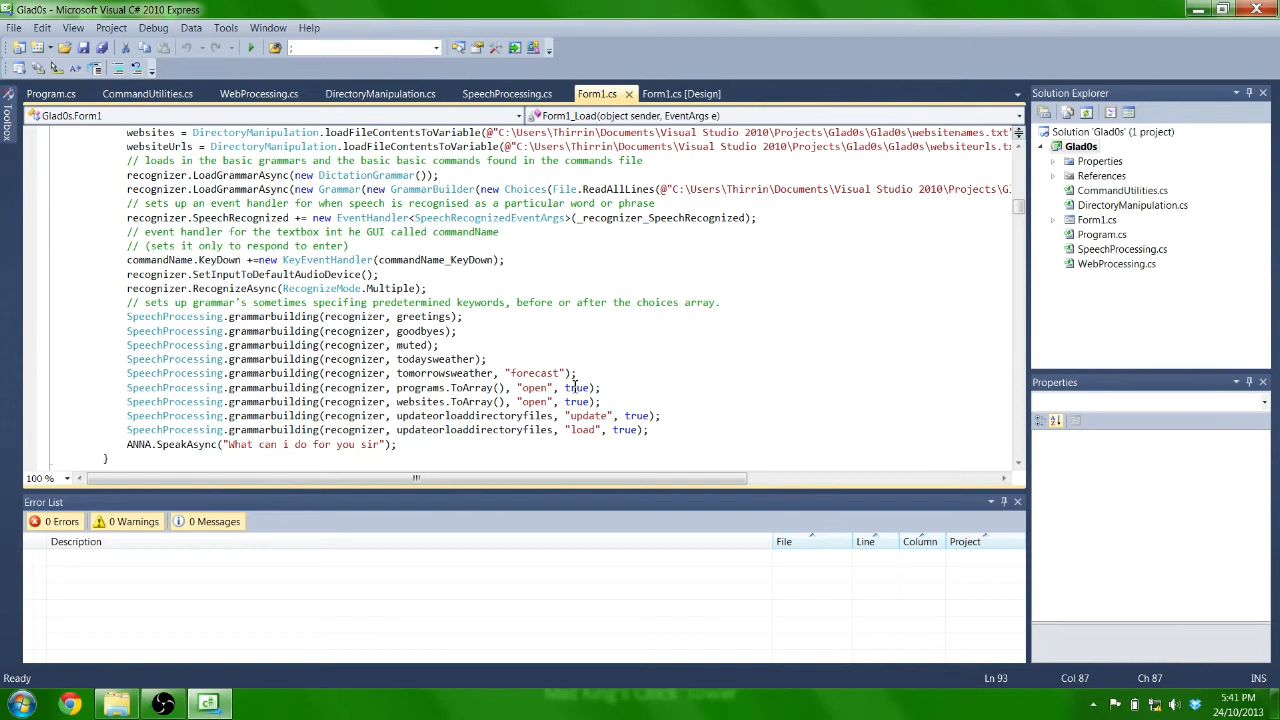 Glad0s - Microsoft Visual C# 2010 Express
File Edit View Project Debug Data Tools Window Help
;
Program.cs CommandUtilities.cs WebProcessing.cs DirectoryManipulation.cs SpeechProcessing.cs Form1.cs Form1.cs [Design]
Glad0s.Form1 Form1_Load(object sender, EventArgs e)
websites = DirectoryManipulation.loadFileContentsToVariable(@"C:\Users\Thirrin\Documents\Visual Studio 2010\Projects\Glad0s\Glad0s\websitenames.txt"
websiteUrls = DirectoryManipulation.loadFileContentsToVariable(@"C:\Users\Thirrin\Documents\Visual Studio 2010\Projects\Glad0s\Glad0s\websiteurls.tx
// loads in the basic grammars and the basic basic commands found in the commands file
recognizer.LoadGrammarAsync(new DictationGrammar());
recognizer.LoadGrammarAsync(new Grammar(new GrammarBuilder(new Choices(File.ReadAllLines(@"C:\Users\Thirrin\Documents\Visual Studio 2010\Projects\Gl
// sets up an event handler for when speech is recognised as a particular word or phrase
recognizer.SpeechRecognized += new EventHandler<SpeechRecognizedEventArgs>(_recognizer_SpeechRecognized);
// event handler for the textbox int he GUI called commandName
// (sets it only to respond to enter)
commandName.KeyDown +=new KeyEventHandler(commandName_KeyDown);
recognizer.SetInputToDefaultAudioDevice();
recognizer.RecognizeAsync(RecognizeMode.Multiple);
// sets up grammar's sometimes specifing predetermined keywords, before or after the choices array.
SpeechProcessing.grammarbuilding(recognizer, greetings);
SpeechProcessing.grammarbuilding(recognizer, goodbyes);
SpeechProcessing.grammarbuilding(recognizer, muted);
SpeechProcessing.grammarbuilding(recognizer, todaysweather);
SpeechProcessing.grammarbuilding(recognizer, tomorrowsweather, "forecast");
SpeechProcessing.grammarbuilding(recognizer, programs.ToArray(), "open", true);
SpeechProcessing.grammarbuilding(recognizer, websites.ToArray(), "open", true);
SpeechProcessing.grammarbuilding(recognizer, updateorloaddirectoryfiles, "update", true);
SpeechProcessing.grammarbuilding(recognizer, updateorloaddirectoryfiles, "load", true);
ANNA.SpeakAsync("What can i do for you sir");
}
100 %
Error List
0 Errors 0 Warnings 0 Messages
Description File Line Column Project
Toolbox
Solution Explorer
Solution 'Glad0s' (1 project)
Glad0s
Properties
References
CommandUtilities.cs
DirectoryManipulation.cs
Form1.cs
Program.cs
SpeechProcessing.cs
WebProcessing.cs
Properties
Ready Ln 93 Col 87 Ch 87 INS
5:41 PM
24/10/2013